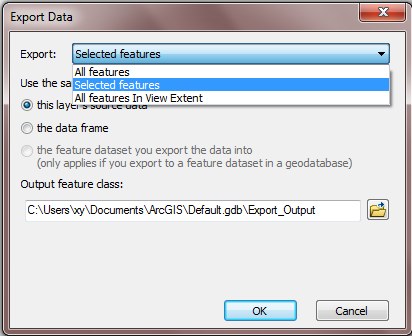 Export Data
Export: Selected features
All features
Selected features
All features In View Extent
Use the sa
this layer's source data
the data frame
the feature dataset you export the data into
(only applies if you export to a feature dataset in a geodatabase)
Output feature class:
C:\Users\xy\Documents\ArcGIS\Default.gdb\Export_Output
OK
Cancel